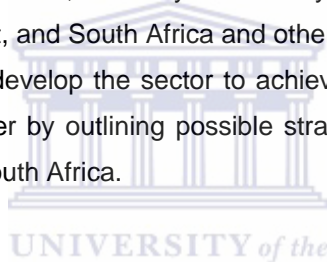 , and South Africa and othe
develop the sector to achiev
er by outlining possible stra
outh Africa.
UNIVERSITY of the